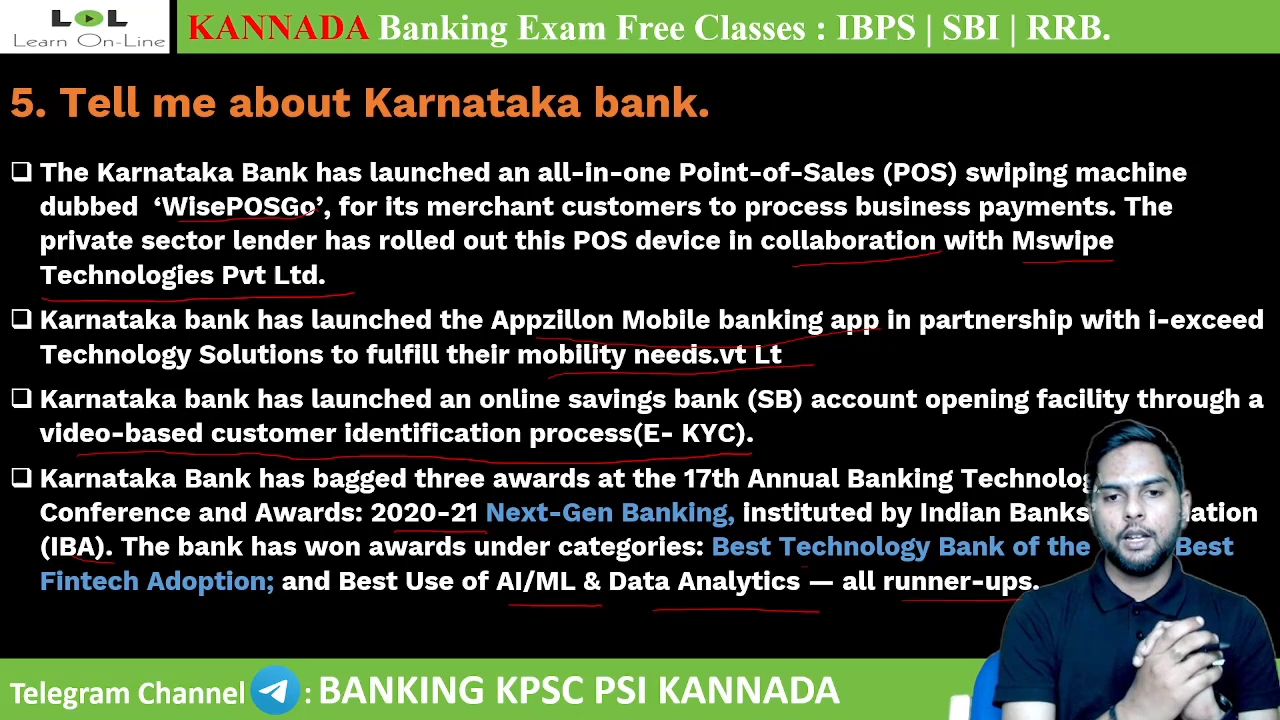 LOL
Learn On-Line
KANNADA Banking Exam Free Classes : IBPS | SBI | RRB.
5. Tell me about Karnataka bank.
❑ The Karnataka Bank has launched an all-in-one Point-of-Sales (POS) swiping machine
dubbed ‘WisePOSGo’, for its merchant customers to process business payments. The
private sector lender has rolled out this POS device in collaboration with Mswipe
Technologies Pvt Ltd.
❑ Karnataka bank has launched the Appzillon Mobile banking app in partnership with i-exceed
Technology Solutions to fulfill their mobility needs.vt Lt
❑ Karnataka bank has launched an online savings bank (SB) account opening facility through a
video-based customer identification process(E- KYC).
❑ Karnataka Bank has bagged three awards at the 17th Annual Banking
Conference and Awards: 2020-21 Next-Gen Banking, instituted by Indian Banks
(IBA). The bank has won awards under categories: Best Technology Bank of the Best
Fintech Adoption; and Best Use of AI/ML & Data Analytics — all runner-ups.
Telegram Channel : BANKING KPSC PSI KANNADA